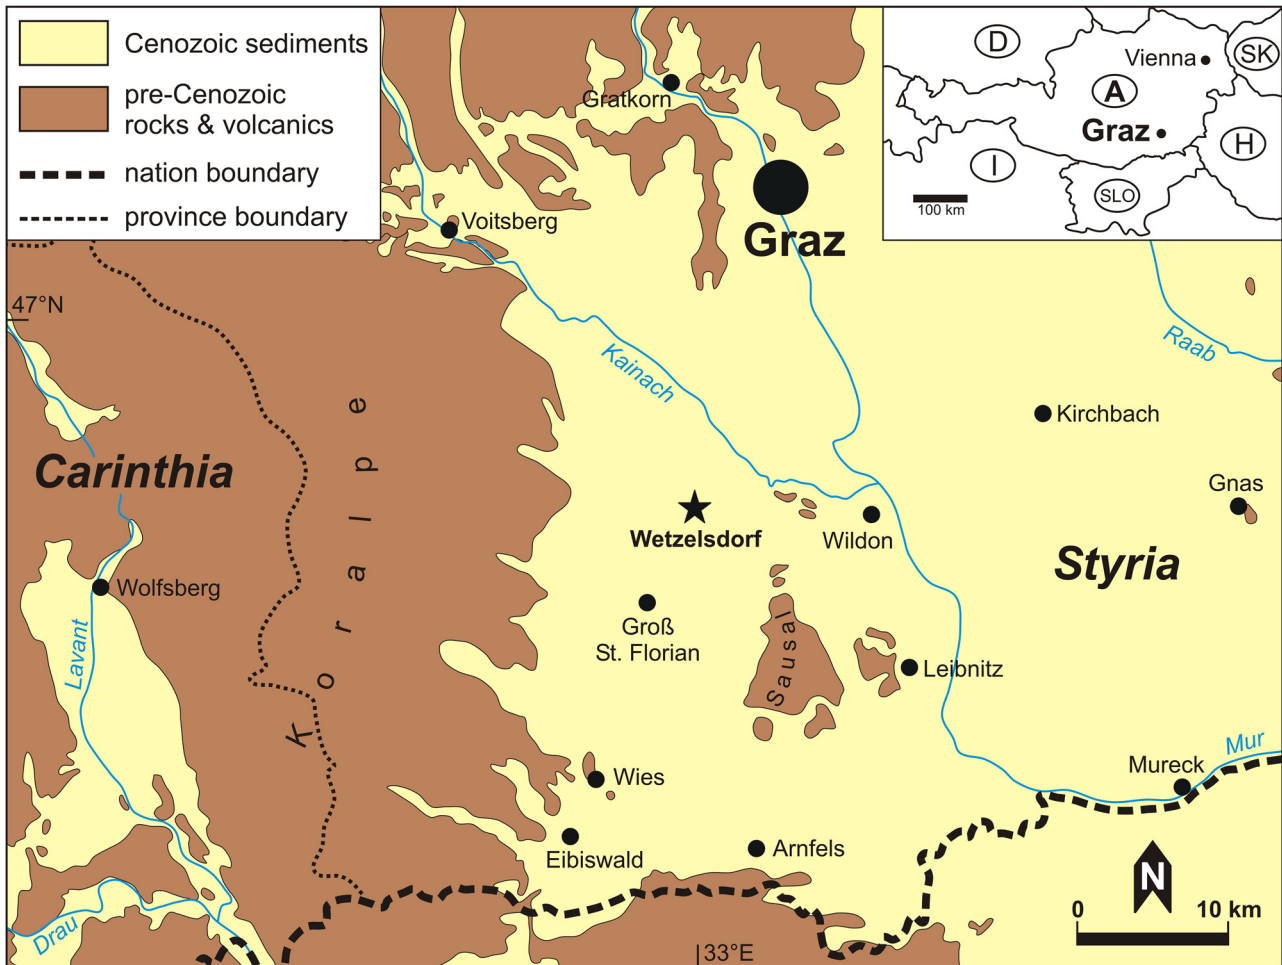 Cenozoic sediments
pre-Cenozoic
rocks & volcanics
nation boundary
province boundary
D
Vienna
SK
A
Graz
H
I
SLO
100 km
Gratkorn
Voitsberg
Graz
47°N
Raab
Kainach
Kirchbach
Carinthia
Koralpe
Gnas
Wetzelsdorf
Wildon
Styria
Wolfsberg
Groß
St. Florian
Sausal
Lavant
Leibnitz
Mur
Mureck
Wies
Eibiswald
Arnfels
N
0 10 km
Drau
33°E